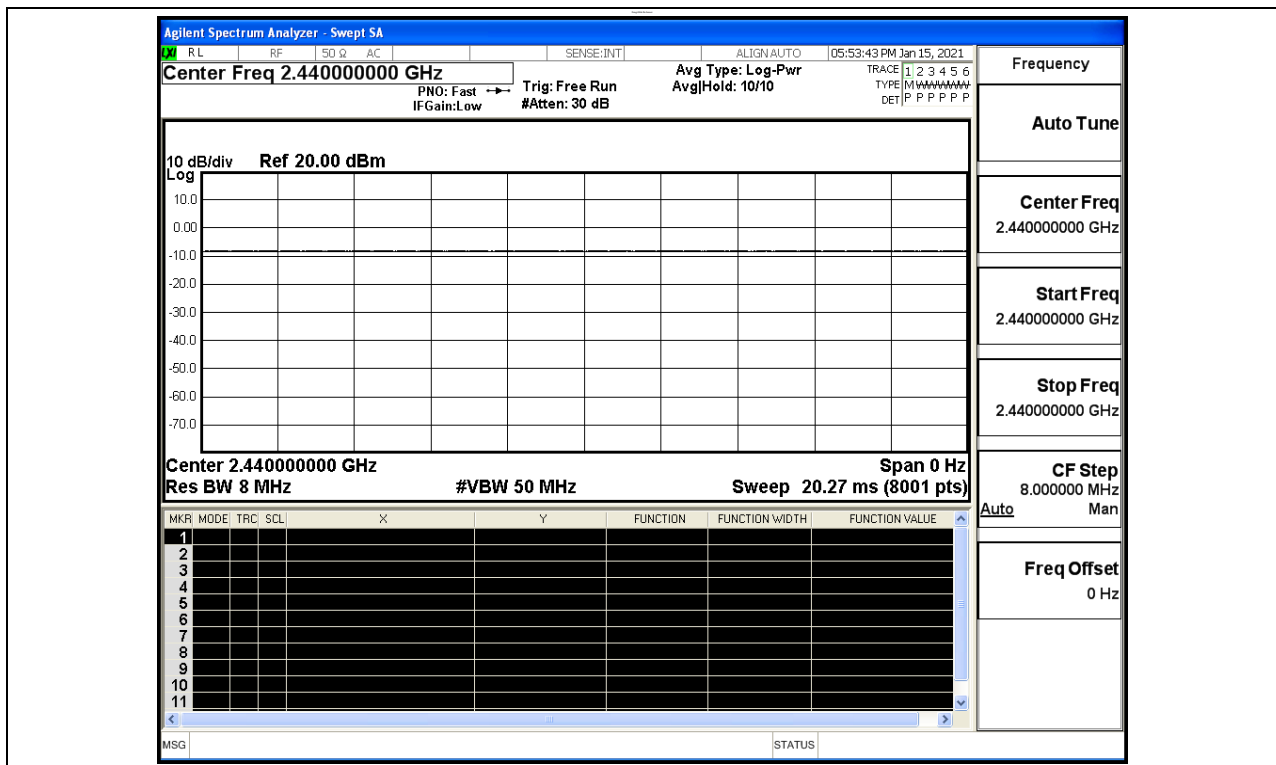 Agilent Spectrum Analyzer - Swept SA
LXI RL RF 50 Ω AC SENSE:INT ALIGN AUTO 05:53:43 PM Jan 15, 2021
Center Freq 2.440000000 GHz
PNO: Fast
IFGain:Low
Trig: Free Run
#Atten: 30 dB
Avg Type: Log-Pwr
Avg|Hold: 10/10
TRACE 1 2 3 4 5 6
TYPE M WWWWW
DET P P P P P P
10 dB/div Ref 20.00 dBm
Log
10.0
0.00
-10.0
-20.0
-30.0
-40.0
-50.0
-60.0
-70.0
Center 2.440000000 GHz Span 0 Hz
Res BW 8 MHz #VBW 50 MHz Sweep 20.27 ms (8001 pts)
MKR MODE TRC SCL X Y FUNCTION FUNCTION WIDTH FUNCTION VALUE
1
2
3
4
5
6
7
8
9
10
11
MSG STATUS
Frequency
Auto Tune
Center Freq
2.440000000 GHz
Start Freq
2.440000000 GHz
Stop Freq
2.440000000 GHz
CF Step
8.000000 MHz
Auto Man
Freq Offset
0 Hz